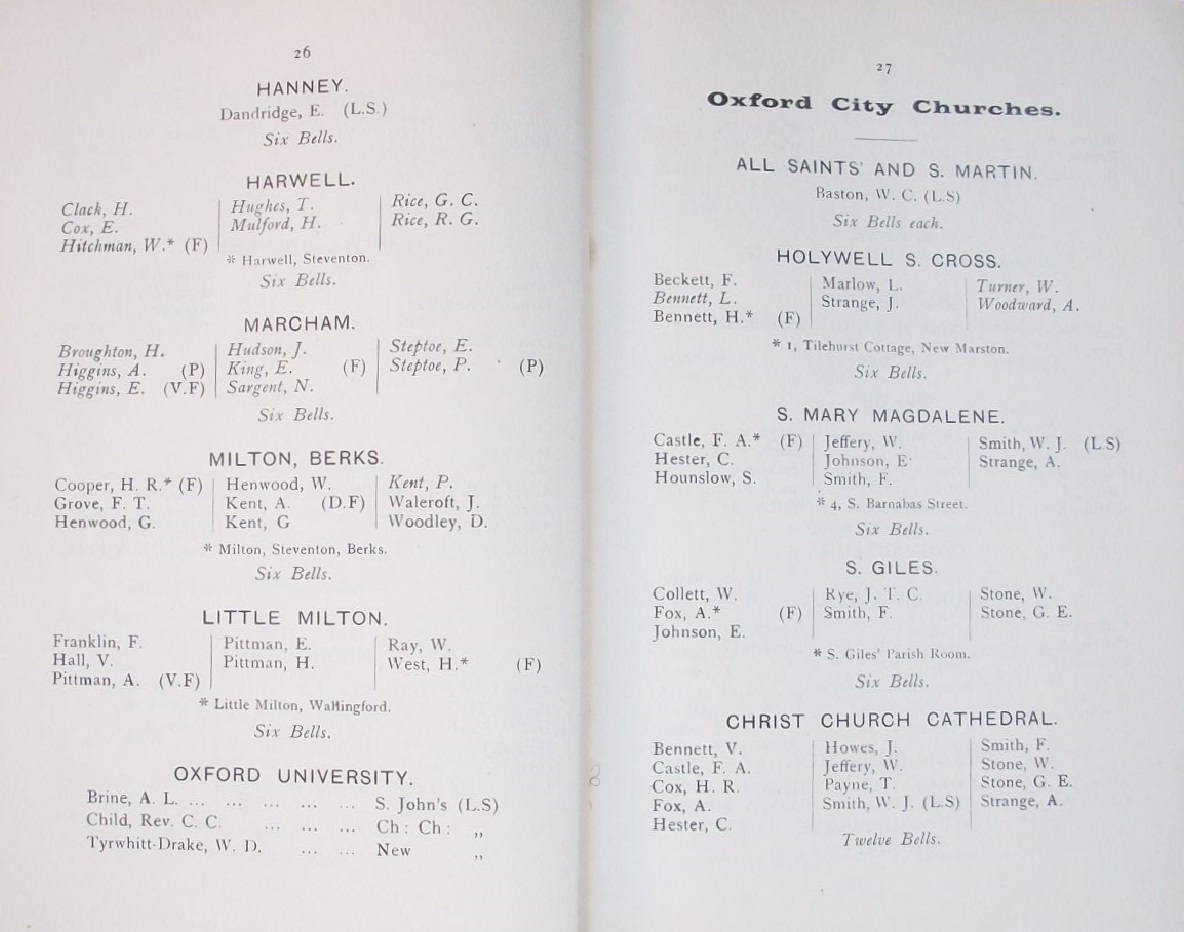 26
HANNEY.
Dandridge, E. (L.S.)
Six Bells.
HARWELL.
Clack, H. Hughes, T. Rice, G. C.
Cox, E. Mulford, H. Rice, R. G.
Hitchman, W.* (F)
* Harwell, Steventon.
Six Bells.
MARCHAM.
Broughton, H. Hudson, J. Steptoe, E.
Higgins, A. (P) King, E. (F) Steptoe, P. (P)
Higgins, E. (V.F) Sargent, N.
Six Bells.
MILTON, BERKS.
Cooper, H. R.* (F) Henwood, W. Kent, P.
Grove, F. T. Kent, A. (D.F) Waleroft, J.
Henwood, G. Kent, G Woodley, D.
* Milton, Steventon, Berks.
Six Bells.
LITTLE MILTON.
Franklin, F. Pittman, E. Ray, W.
Hall, V. Pittman, H. West, H.* (F)
Pittman, A. (V.F)
* Little Milton, Wallingford.
Six Bells.
OXFORD UNIVERSITY.
Brine, A. L. ... ... ... ... ... S. John's (L.S)
Child, Rev. C. C. ... ... ... Ch: Ch: ,,
Tyrwhitt-Drake, W. D. ... ... New ,,
27
Oxford City Churches.
ALL SAINTS' AND S. MARTIN.
Baston, W. C. (L.S)
Six Bells each.
HOLYWELL S. CROSS.
Beckett, F. Marlow, L. Turner, W.
Bennett, L. Strange, J. Woodward, A.
Bennett, H.* (F)
* 1, Tilehurst Cottage, New Marston.
Six Bells.
S. MARY MAGDALENE.
Castle, F. A.* (F) Jeffery, W. Smith, W. J. (L.S)
Hester, C. Johnson, E. Strange, A.
Hounslow, S. Smith, F.
* 4, S. Barnabas Street.
Six Bells.
S. GILES.
Collett, W. Rye, J. T. C. Stone, W.
Fox, A.* (F) Smith, F. Stone, G. E.
Johnson, E.
* S. Giles' Parish Room.
Six Bells.
CHRIST CHURCH CATHEDRAL.
Bennett, V. Howes, J. Smith, F.
Castle, F. A. Jeffery, W. Stone, W.
Cox, H. R. Payne, T. Stone, G. E.
Fox, A. Smith, W. J. (L.S) Strange, A.
Hester, C.
Twelve Bells.